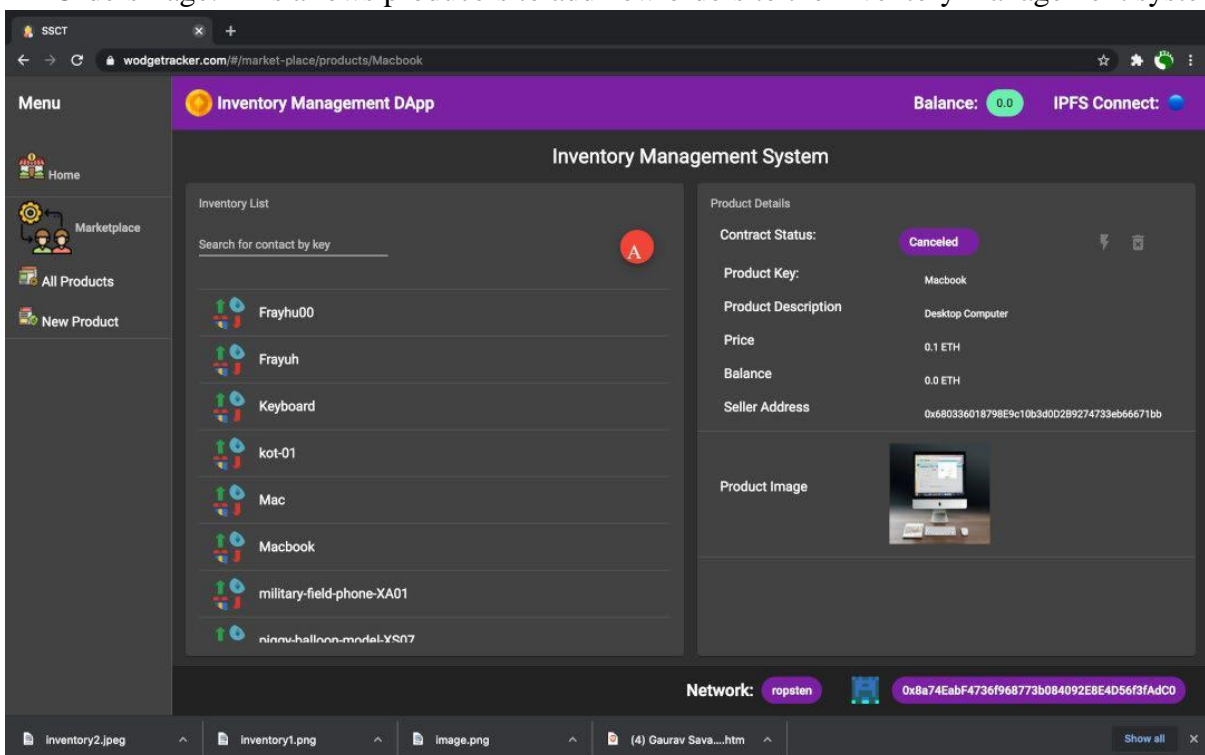 SSCT
wodgetracker.com/#/market-place/products/Macbook
Menu
Inventory Management DApp
Balance: 0.0
IPFS Connect:
Home
Marketplace
All Products
New Product
Inventory Management System
Inventory List
Search for contact by key
A
Frayhu00
Frayuh
Keyboard
kot-01
Mac
Macbook
military-field-phone-XA01
piggy-balloon-model-XS07
Product Details
Contract Status: Canceled
Product Key: Macbook
Product Description Desktop Computer
Price 0.1 ETH
Balance 0.0 ETH
Seller Address 0x680336018798E9c10b3d0D2B9274733eb66671bb
Product Image
Network: ropsten 0x8a74EabF4736f968773b084092E8E4D56f3fAdC0
inventory2.jpeg
inventory1.png
image.png
(4) Gaurav Sava....htm
Show all